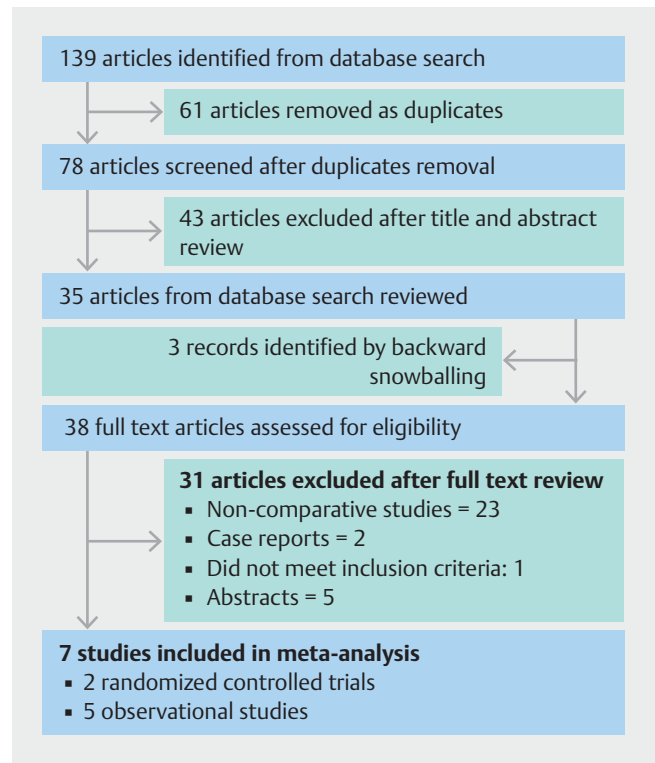 139 articles identified from database search
61 articles removed as duplicates
78 articles screened after duplicates removal
43 articles excluded after title and abstract
review
35 articles from database search reviewed
3 records identified by backward
snowballing
38 full text articles assessed for eligibility
31 articles excluded after full text review
▪ Non-comparative studies = 23
▪ Case reports = 2
▪ Did not meet inclusion criteria: 1
▪ Abstracts = 5
7 studies included in meta-analysis
▪ 2 randomized controlled trials
▪ 5 observational studies